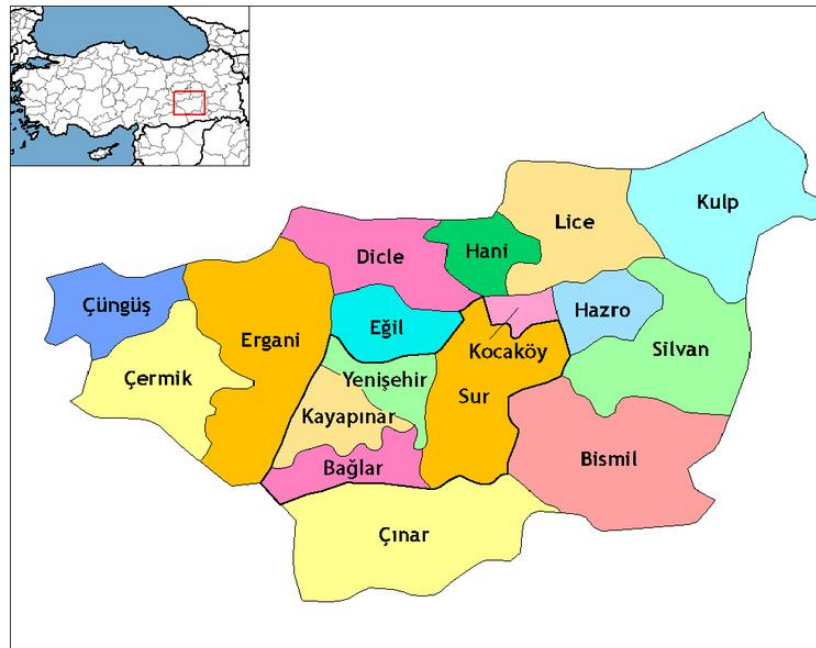 Kulp
Lice
Hani
Dicle
Çüngüş
Hazro
Eğil
Ergani
Kocaköy
Silvan
Çermik
Yenişehir
Sur
Kayapınar
Bismil
Bağlar
Çınar